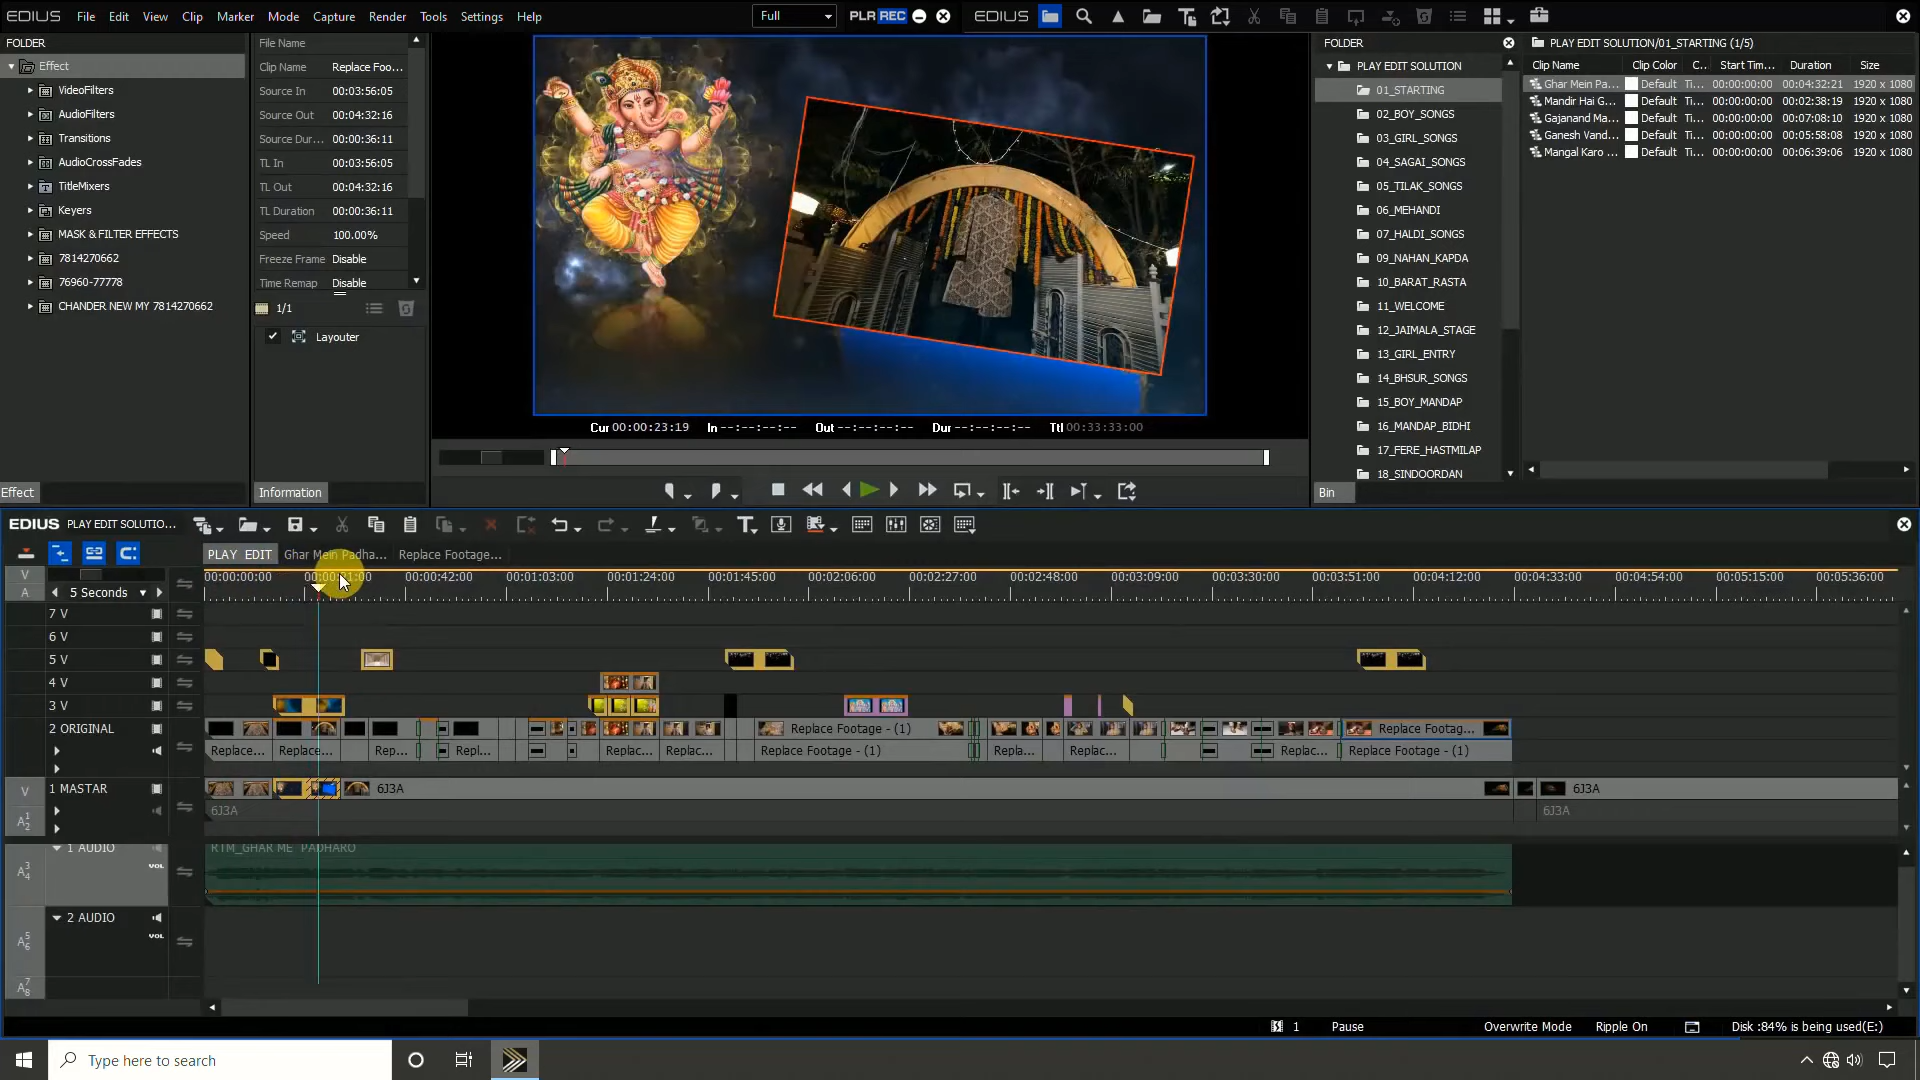 EDIUS File Edit View Clip Marker Mode Capture Render Tools Settings Help Full PLR REC EDIUS
FOLDER
Effect
VideoFilters
AudioFilters
Transitions
AudioCrossFades
TitleMixers
Keyers
MASK & FILTER EFFECTS
7814270662
76960-77778
CHANDER NEW MY 7814270662
Effect
File Name
Clip Name Replace Foo...
Source In 00:03:56:05
Source Out 00:04:32:16
Source Dur... 00:00:36:11
TL In 00:03:56:05
TL Out 00:04:32:16
TL Duration 00:00:36:11
Speed 100.00%
Freeze Frame Disable
Time Remap Disable
1/1
Layouter
Information
Cur 00:00:23:19 In --:--:--:-- Out --:--:--:-- Dur --:--:--:-- Ttl 00:33:33:00
FOLDER
PLAY EDIT SOLUTION
01_STARTING
02_BOY_SONGS
03_GIRL_SONGS
04_SAGAI_SONGS
05_TILAK_SONGS
06_MEHANDI
07_HALDI_SONGS
09_NAHAN_KAPDA
10_BARAT_RASTA
11_WELCOME
12_JAIMALA_STAGE
13_GIRL_ENTRY
14_BHSUR_SONGS
15_BOY_MANDAP
16_MANDAP_BIDHI
17_FERE_HASTMILAP
18_SINDOORDAN
Bin
PLAY EDIT SOLUTION/01_STARTING (1/5)
Clip Name Clip Color C... Start Tim... Duration Size
Ghar Mein Pa... Default Ti... 00:00:00:00 00:04:32:21 1920 x 1080
Mandir Hai G... Default Ti... 00:00:00:00 00:02:38:19 1920 x 1080
Gajanand Ma... Default Ti... 00:00:00:00 00:07:08:10 1920 x 1080
Ganesh Vand... Default Ti... 00:00:00:00 00:05:58:08 1920 x 1080
Mangal Karo ... Default Ti... 00:00:00:00 00:06:39:06 1920 x 1080
EDIUS PLAY EDIT SOLUTIO...
PLAY EDIT Ghar Mein Padha... Replace Footage...
V
A
5 Seconds
00:00:00:00 00:00:21:00 00:00:42:00 00:01:03:00 00:01:24:00 00:01:45:00 00:02:06:00 00:02:27:00 00:02:48:00 00:03:09:00 00:03:30:00 00:03:51:00 00:04:12:00 00:04:33:00 00:04:54:00 00:05:15:00 00:05:36:00
7 V
6 V
5 V
4 V
3 V
2 ORIGINAL Replace Footage - (1) Replace Footag...
Replace... Replace... Rep... Repl... Replac... Replac... Replace Footage - (1) Repla... Replac... Replac... Replace Footage - (1)
V 1 MASTAR 6J3A 6J3A
A 1 2 6J3A 6J3A
1 AUDIO RTM_GHAR ME PADHARO
A 3 4 VOL
2 AUDIO
A 5 6 VOL
A 7 8
1 Pause Overwrite Mode Ripple On Disk :84% is being used(E:)
Type here to search